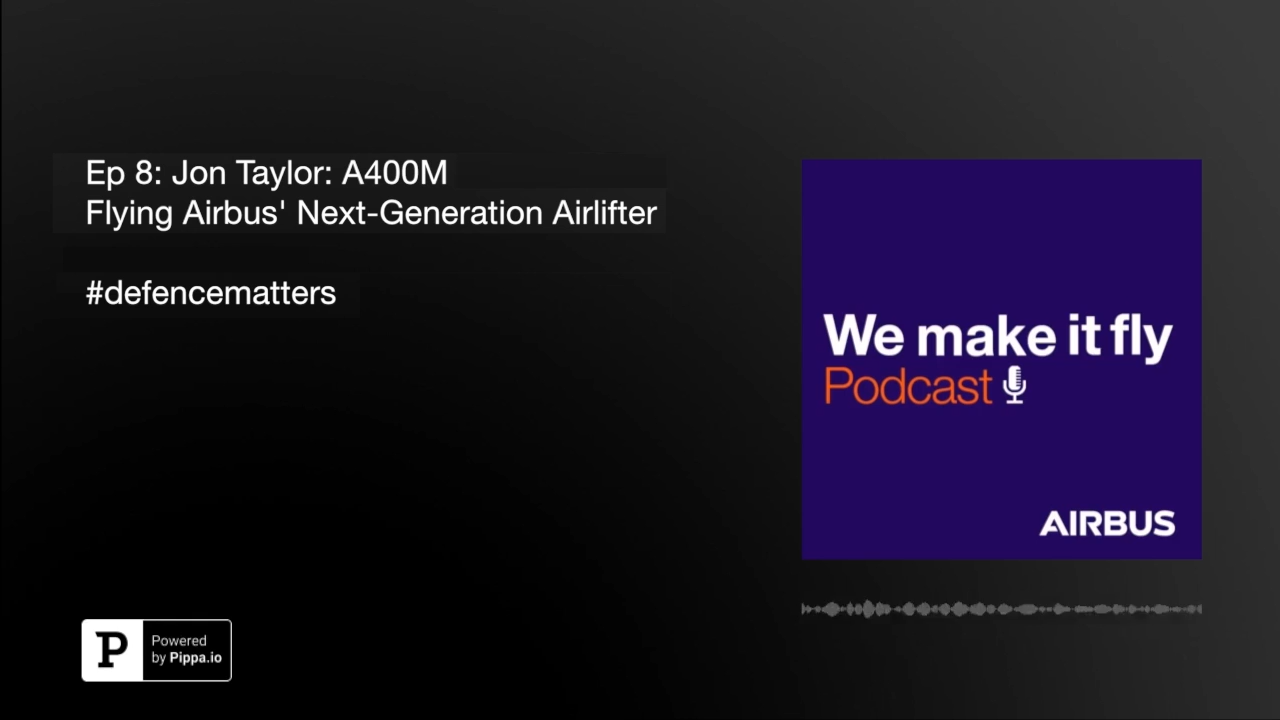 Ep 8: Jon Taylor: A400M
Flying Airbus' Next-Generation Airlifter
#defencematters
We make it fly
Podcast
AIRBUS
P
Powered
by Pippa.io